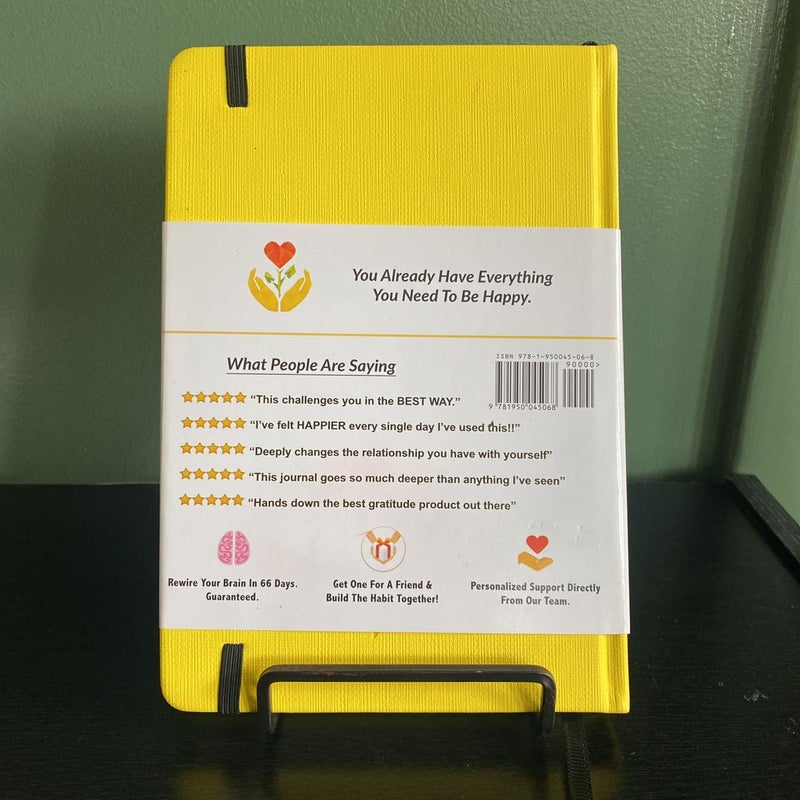 You Already Have Everything
You Need To Be Happy.
What People Are Saying
ISBN 978-1-950045-06-8
90000>
9 781950 045068
“This challenges you in the BEST WAY.”
“I’ve felt HAPPIER every single day I’ve used this!!”
“Deeply changes the relationship you have with yourself”
“This journal goes so much deeper than anything I’ve seen”
“Hands down the best gratitude product out there”
Rewire Your Brain In 66 Days.
Guaranteed.
Get One For A Friend &
Build The Habit Together!
Personalized Support Directly
From Our Team.